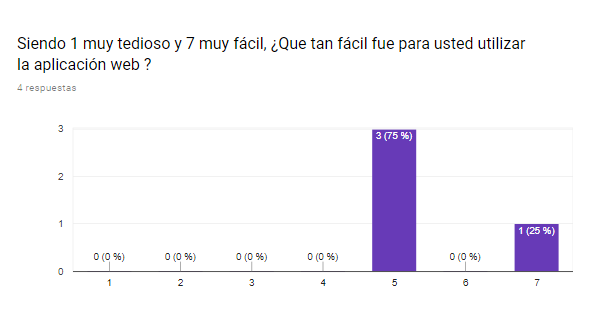 Siendo 1 muy tedioso y 7 muy fácil, ¿Que tan fácil fue para usted utilizar
la aplicación web ?
4 respuestas
3
2
1
0
0 (0 %)
0 (0 %)
0 (0 %)
0 (0 %)
3 (75 %)
0 (0 %)
1 (25 %)
1
2
3
4
5
6
7